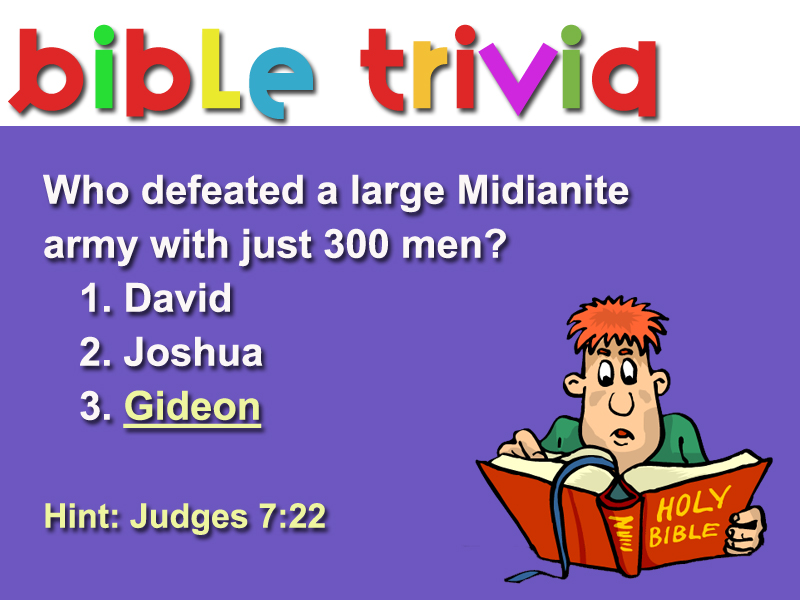 bible trivia
Who defeated a large Midianite
army with just 300 men?
1. David
2. Joshua
3. Gideon
Hint: Judges 7:22
HOLY
BIBLE